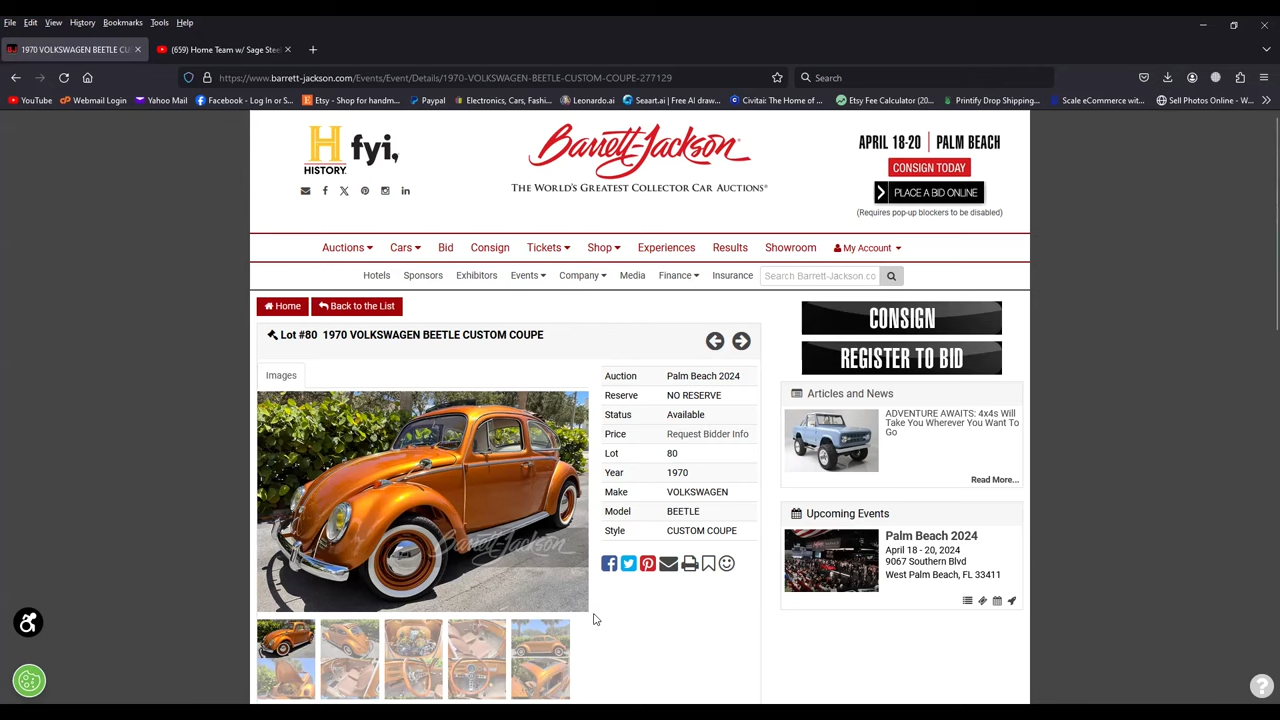 File Edit View History Bookmarks Tools Help
1970 VOLKSWAGEN BEETLE CU
(659) Home Team w/ Sage Stee
https://www.barrett-jackson.com/Events/Event/Details/1970-VOLKSWAGEN-BEETLE-CUSTOM-COUPE-277129
Search
YouTube Webmail Login Yahoo Mail Facebook - Log In or S... Etsy - Shop for handm... Paypal Electronics, Cars, Fashi... Leonardo.ai Seaart.ai | Free AI draw... Civitai: The Home of ... Etsy Fee Calculator (20... Printify Drop Shipping... Scale eCommerce wit... Sell Photos Online - W...
H HISTORY. fyi,
Barrett-Jackson
THE WORLD'S GREATEST COLLECTOR CAR AUCTIONS®
APRIL 18-20 | PALM BEACH
CONSIGN TODAY
PLACE A BID ONLINE
(Requires pop-up blockers to be disabled)
Auctions Cars Bid Consign Tickets Shop Experiences Results Showroom My Account
Hotels Sponsors Exhibitors Events Company Media Finance Insurance Search Barrett-Jackson.co
Home Back to the List
Lot #80 1970 VOLKSWAGEN BEETLE CUSTOM COUPE
Images
Barrett-Jackson
Auction Palm Beach 2024
Reserve NO RESERVE
Status Available
Price Request Bidder Info
Lot 80
Year 1970
Make VOLKSWAGEN
Model BEETLE
Style CUSTOM COUPE
CONSIGN
REGISTER TO BID
Articles and News
ADVENTURE AWAITS: 4x4s Will
Take You Wherever You Want To
Go
Read More...
Upcoming Events
Palm Beach 2024
April 18 - 20, 2024
9067 Southern Blvd
West Palm Beach, FL 33411